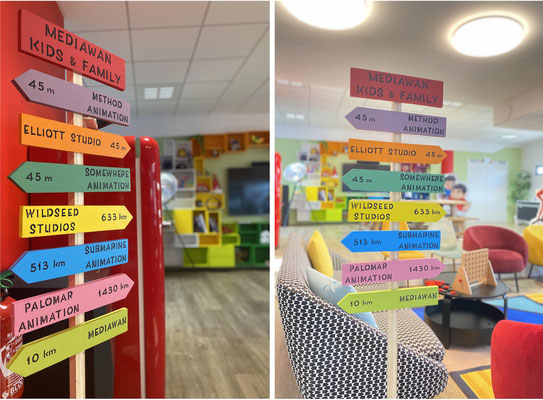 MEDIAWAN
KIDS & FAMILY
45 m METHOD
ANIMATION
ELLIOTT STUDIO 45 m
45 m SOMEWHERE
ANIMATION
WILDSEED 633 km
STUDIOS
513 km SUBMARINE
ANIMATION
PALOMAR 1430 km
ANIMATION
10 km MEDIAWAN
MEDIAWAN
KIDS & FAMILY
45 m METHOD
ANIMATION
ELLIOTT STUDIO 45 m
45 m SOMEWHERE
ANIMATION
WILDSEED 633 km
STUDIOS
513 km SUBMARINE
ANIMATION
PALOMAR 1430 km
ANIMATION
10 km MEDIAWAN